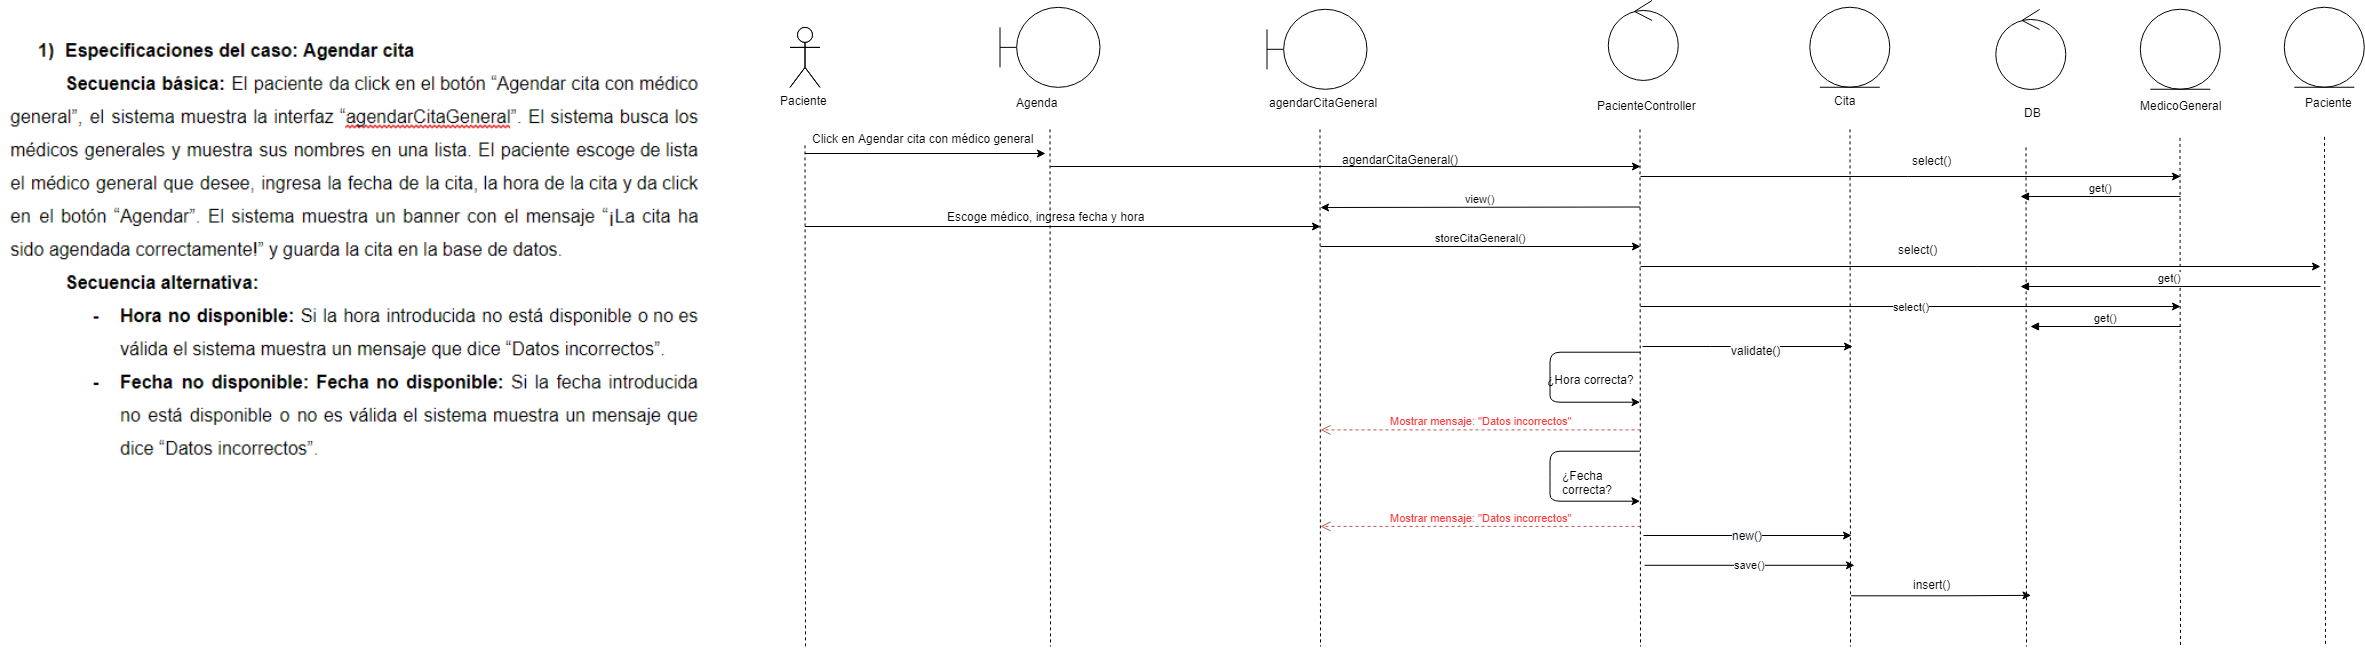 1) Especificaciones del caso: Agendar cita
Secuencia básica: El paciente da click en el botón “Agendar cita con médico
general”, el sistema muestra la interfaz “agendarCitaGeneral”. El sistema busca los
médicos generales y muestra sus nombres en una lista. El paciente escoge de lista
el médico general que desee, ingresa la fecha de la cita, la hora de la cita y da click
en el botón “Agendar”. El sistema muestra un banner con el mensaje “¡La cita ha
sido agendada correctamente!” y guarda la cita en la base de datos.
Secuencia alternativa:
- Hora no disponible: Si la hora introducida no está disponible o no es
válida el sistema muestra un mensaje que dice “Datos incorrectos”.
- Fecha no disponible: Fecha no disponible: Si la fecha introducida
no está disponible o no es válida el sistema muestra un mensaje que
dice “Datos incorrectos”.
Paciente
Agenda
agendarCitaGeneral
PacienteController
Cita
DB
MedicoGeneral
Paciente
Click en Agendar cita con médico general
agendarCitaGeneral()
select()
get()
view()
Escoge médico, ingresa fecha y hora
storeCitaGeneral()
select()
get()
select()
get()
validate()
¿Hora correcta?
Mostrar mensaje: "Datos incorrectos"
¿Fecha
correcta?
Mostrar mensaje: "Datos incorrectos"
new()
save()
insert()